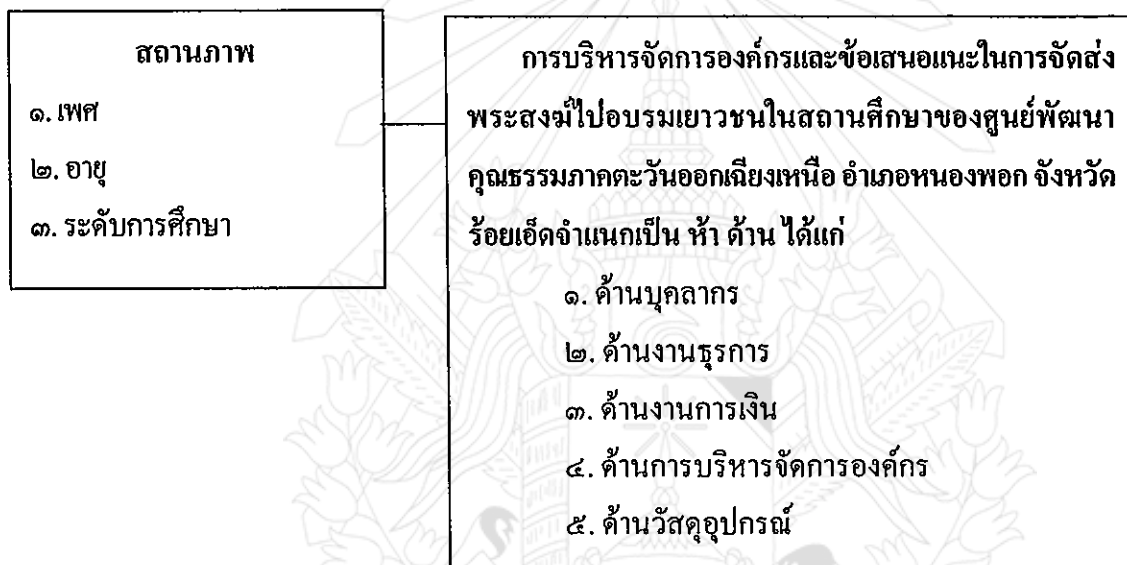 สถานภาพ
๑. เพศ
๒. อายุ
๓. ระดับการศึกษา
การบริหารจัดการองค์กรและข้อเสนอแนะในการจัดส่ง
พระสงฆ์ไปอบรมเยาวชนในสถานศึกษาของศูนย์พัฒนา
คุณธรรมภาคตะวันออกเฉียงเหนือ อำเภอหนองพอก จังหวัด
ร้อยเอ็ดจำแนกเป็น ห้า ด้าน ได้แก่
๑. ด้านบุคลากร
๒. ด้านงานธุรการ
๓. ด้านงานการเงิน
๔. ด้านการบริหารจัดการองค์กร
๕. ด้านวัสดุอุปกรณ์